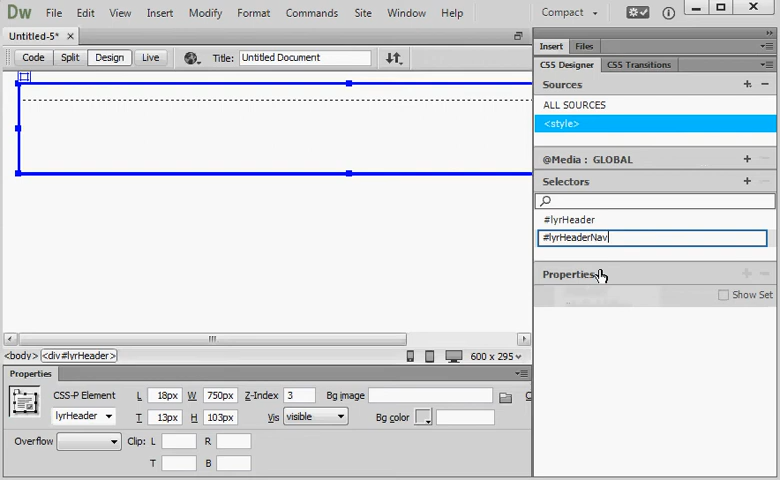 Dw File Edit View Insert Modify Format Commands Site Window Help Compact
Untitled-5* ×
Code Split Design Live Title: Untitled Document
Insert Files
CSS Designer CSS Transitions
Sources
ALL SOURCES
<style>
@Media : GLOBAL
Selectors
#lyrHeader
#lyrHeaderNav
Properties
Show Set
<body> <div#lyrHeader> 600 x 295
Properties
CSS-P Element L 18px W 750px Z-Index 3 Bg image
lyrHeader T 13px H 103px Vis visible Bg color
Overflow Clip: L R
T B